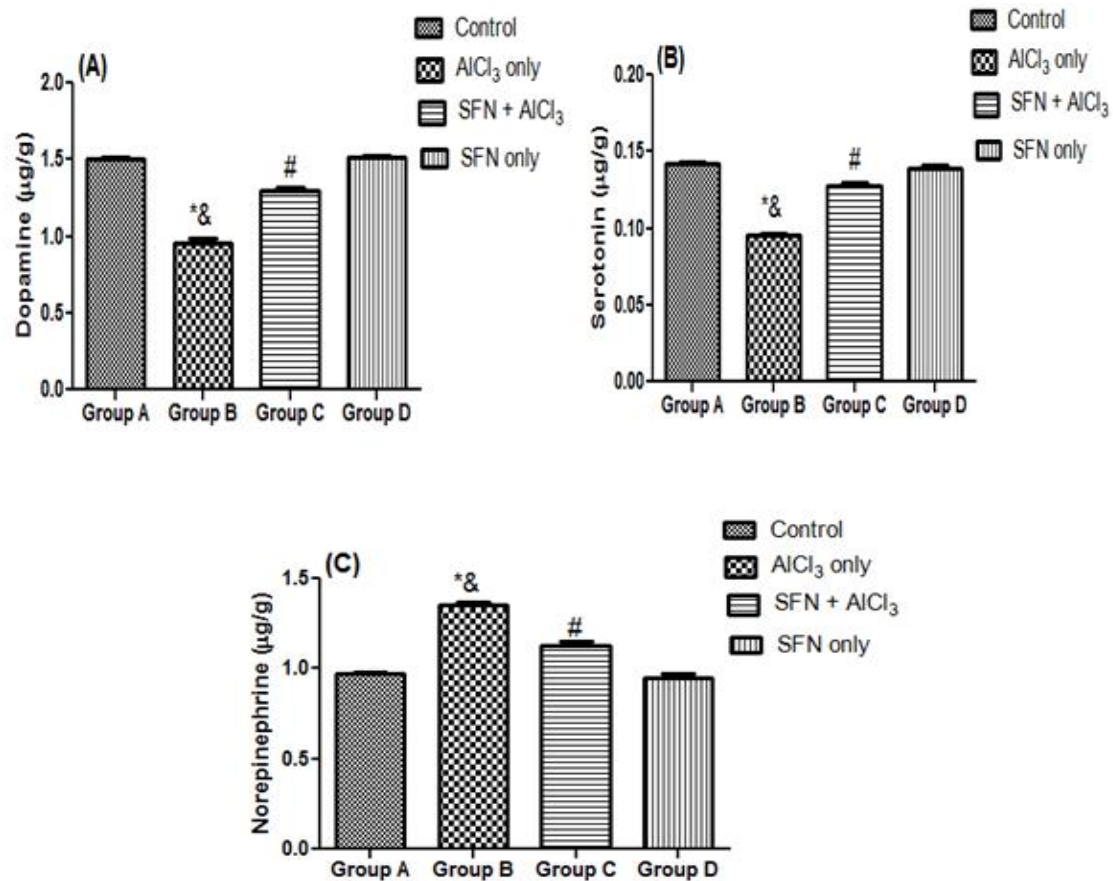 (A)
Control
AlCl₃ only
SFN + AlCl₃
SFN only
Dopamine (µg/g)
2.0
1.5
1.0
0.5
0.0
*&
#
Group A Group B Group C Group D
(B)
Control
AlCl₃ only
SFN + AlCl₃
SFN only
Serotonin (µg/g)
0.20
0.15
0.10
0.05
0.00
*&
#
Group A Group B Group C Group D
(C)
Control
AlCl₃ only
SFN + AlCl₃
SFN only
Norepinephrine (µg/g)
1.5
1.0
0.5
0.0
*&
#
Group A Group B Group C Group D